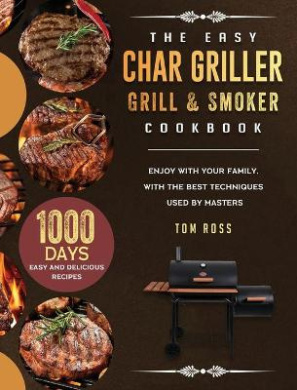 THE EASY
CHAR GRILLER
GRILL & SMOKER
COOKBOOK
ENJOY WITH YOUR FAMILY,
WITH THE BEST TECHNIQUES
USED BY MASTERS
TOM ROSS
1000
DAYS
EASY AND DELICIOUS
RECIPES